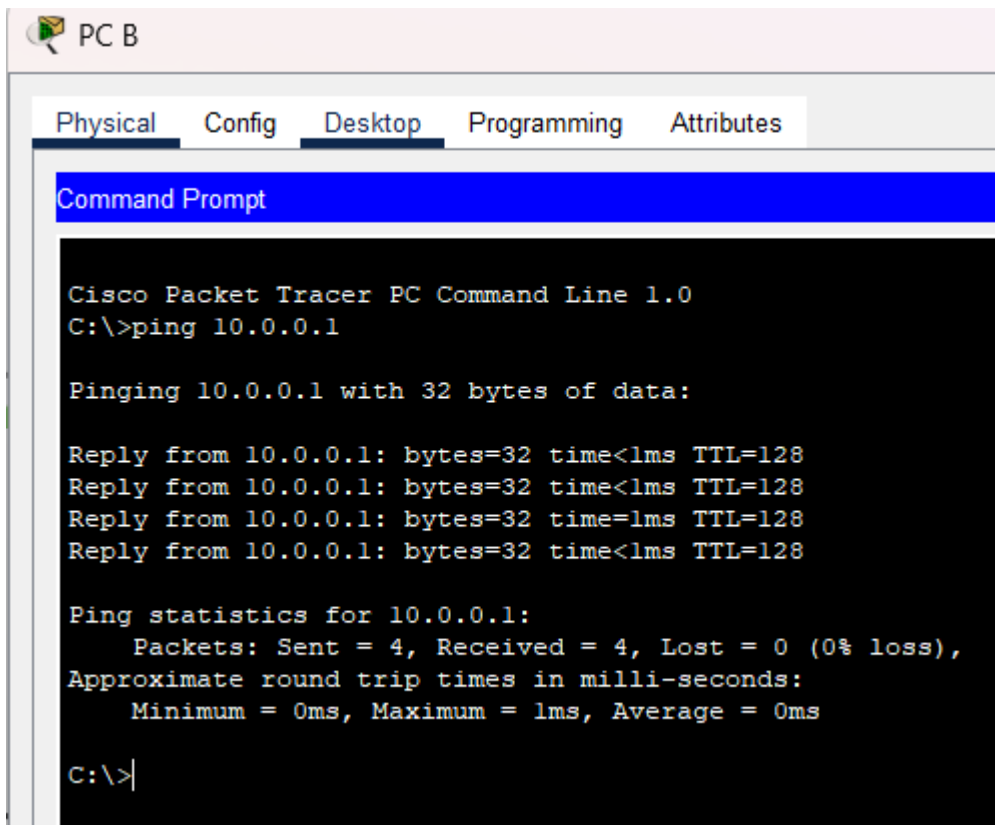 PC B
Physical Config Desktop Programming Attributes
Command Prompt
Cisco Packet Tracer PC Command Line 1.0
C:\>ping 10.0.0.1
Pinging 10.0.0.1 with 32 bytes of data:
Reply from 10.0.0.1: bytes=32 time<1ms TTL=128
Reply from 10.0.0.1: bytes=32 time<1ms TTL=128
Reply from 10.0.0.1: bytes=32 time=1ms TTL=128
Reply from 10.0.0.1: bytes=32 time<1ms TTL=128
Ping statistics for 10.0.0.1:
Packets: Sent = 4, Received = 4, Lost = 0 (0% loss),
Approximate round trip times in milli-seconds:
Minimum = 0ms, Maximum = 1ms, Average = 0ms
C:\>